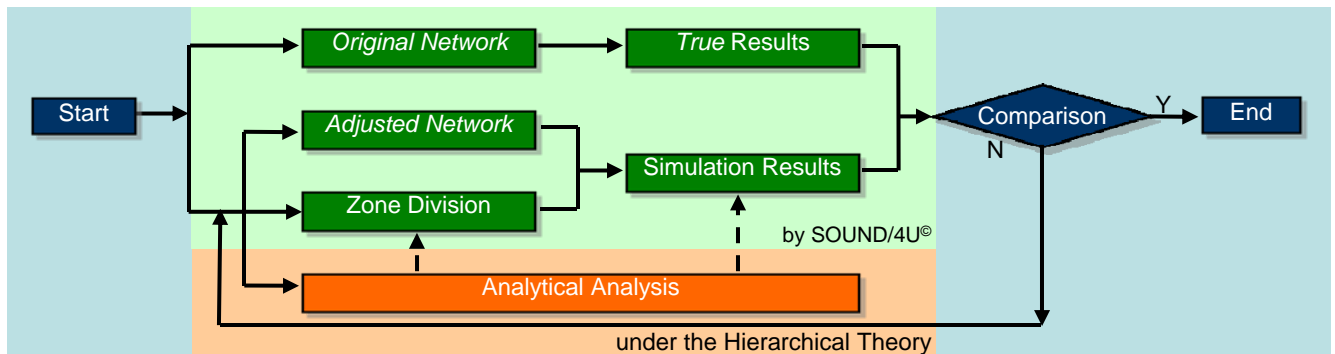 Original Network
True Results
Start
Comparison
Y
End
Adjusted Network
N
Simulation Results
Zone Division
by SOUND/4U©
Analytical Analysis
under the Hierarchical Theory